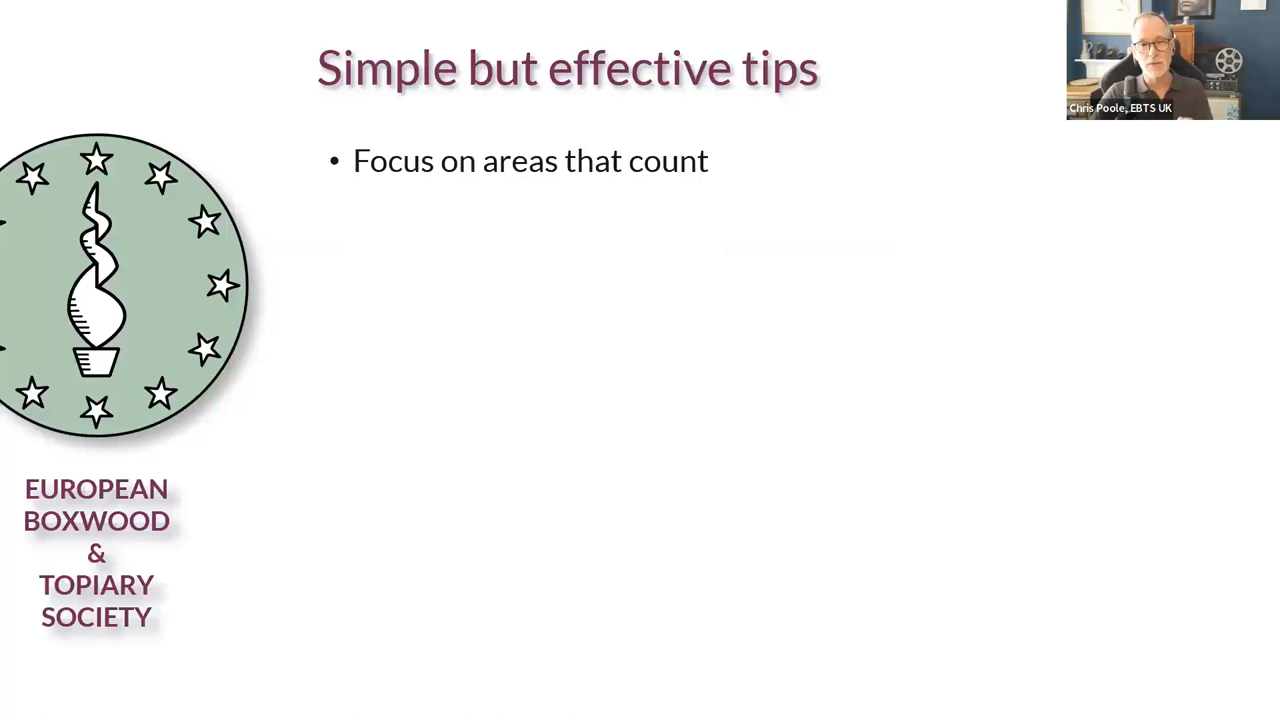 Simple but effective tips
• Focus on areas that count
Chris Poole, EBTS UK
EUROPEAN
BOXWOOD
&
TOPIARY
SOCIETY